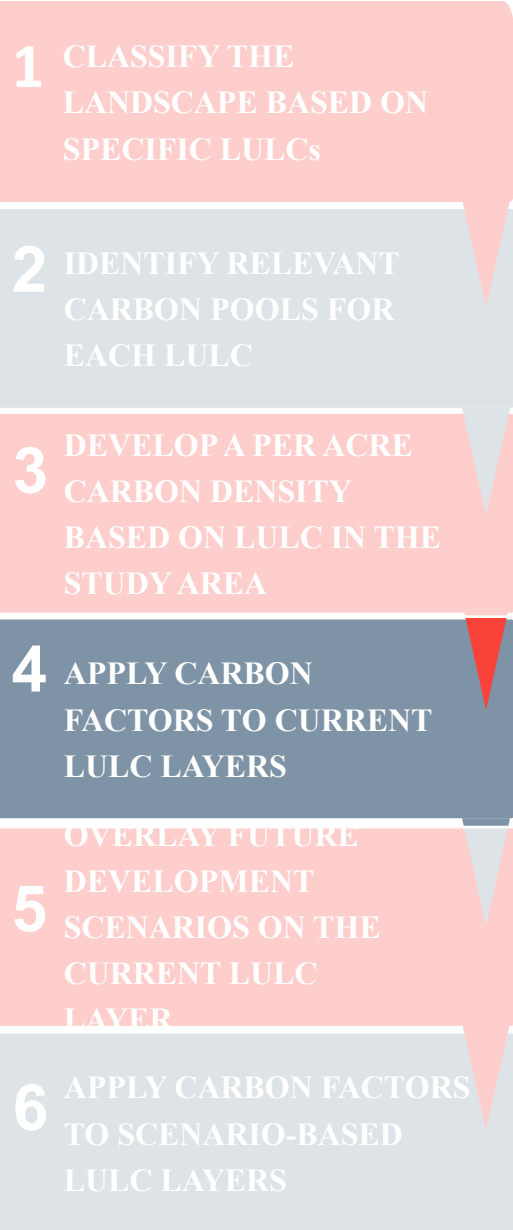 1 CLASSIFY THE
LANDSCAPE BASED ON
SPECIFIC LULCs
2 IDENTIFY RELEVANT
CARBON POOLS FOR
EACH LULC
3 DEVELOP A PER ACRE
CARBON DENSITY
BASED ON LULC IN THE
STUDY AREA
4 APPLY CARBON
FACTORS TO CURRENT
LULC LAYERS
5 OVERLAY FUTURE
DEVELOPMENT
SCENARIOS ON THE
CURRENT LULC
LAYER
6 APPLY CARBON FACTORS
TO SCENARIO-BASED
LULC LAYERS